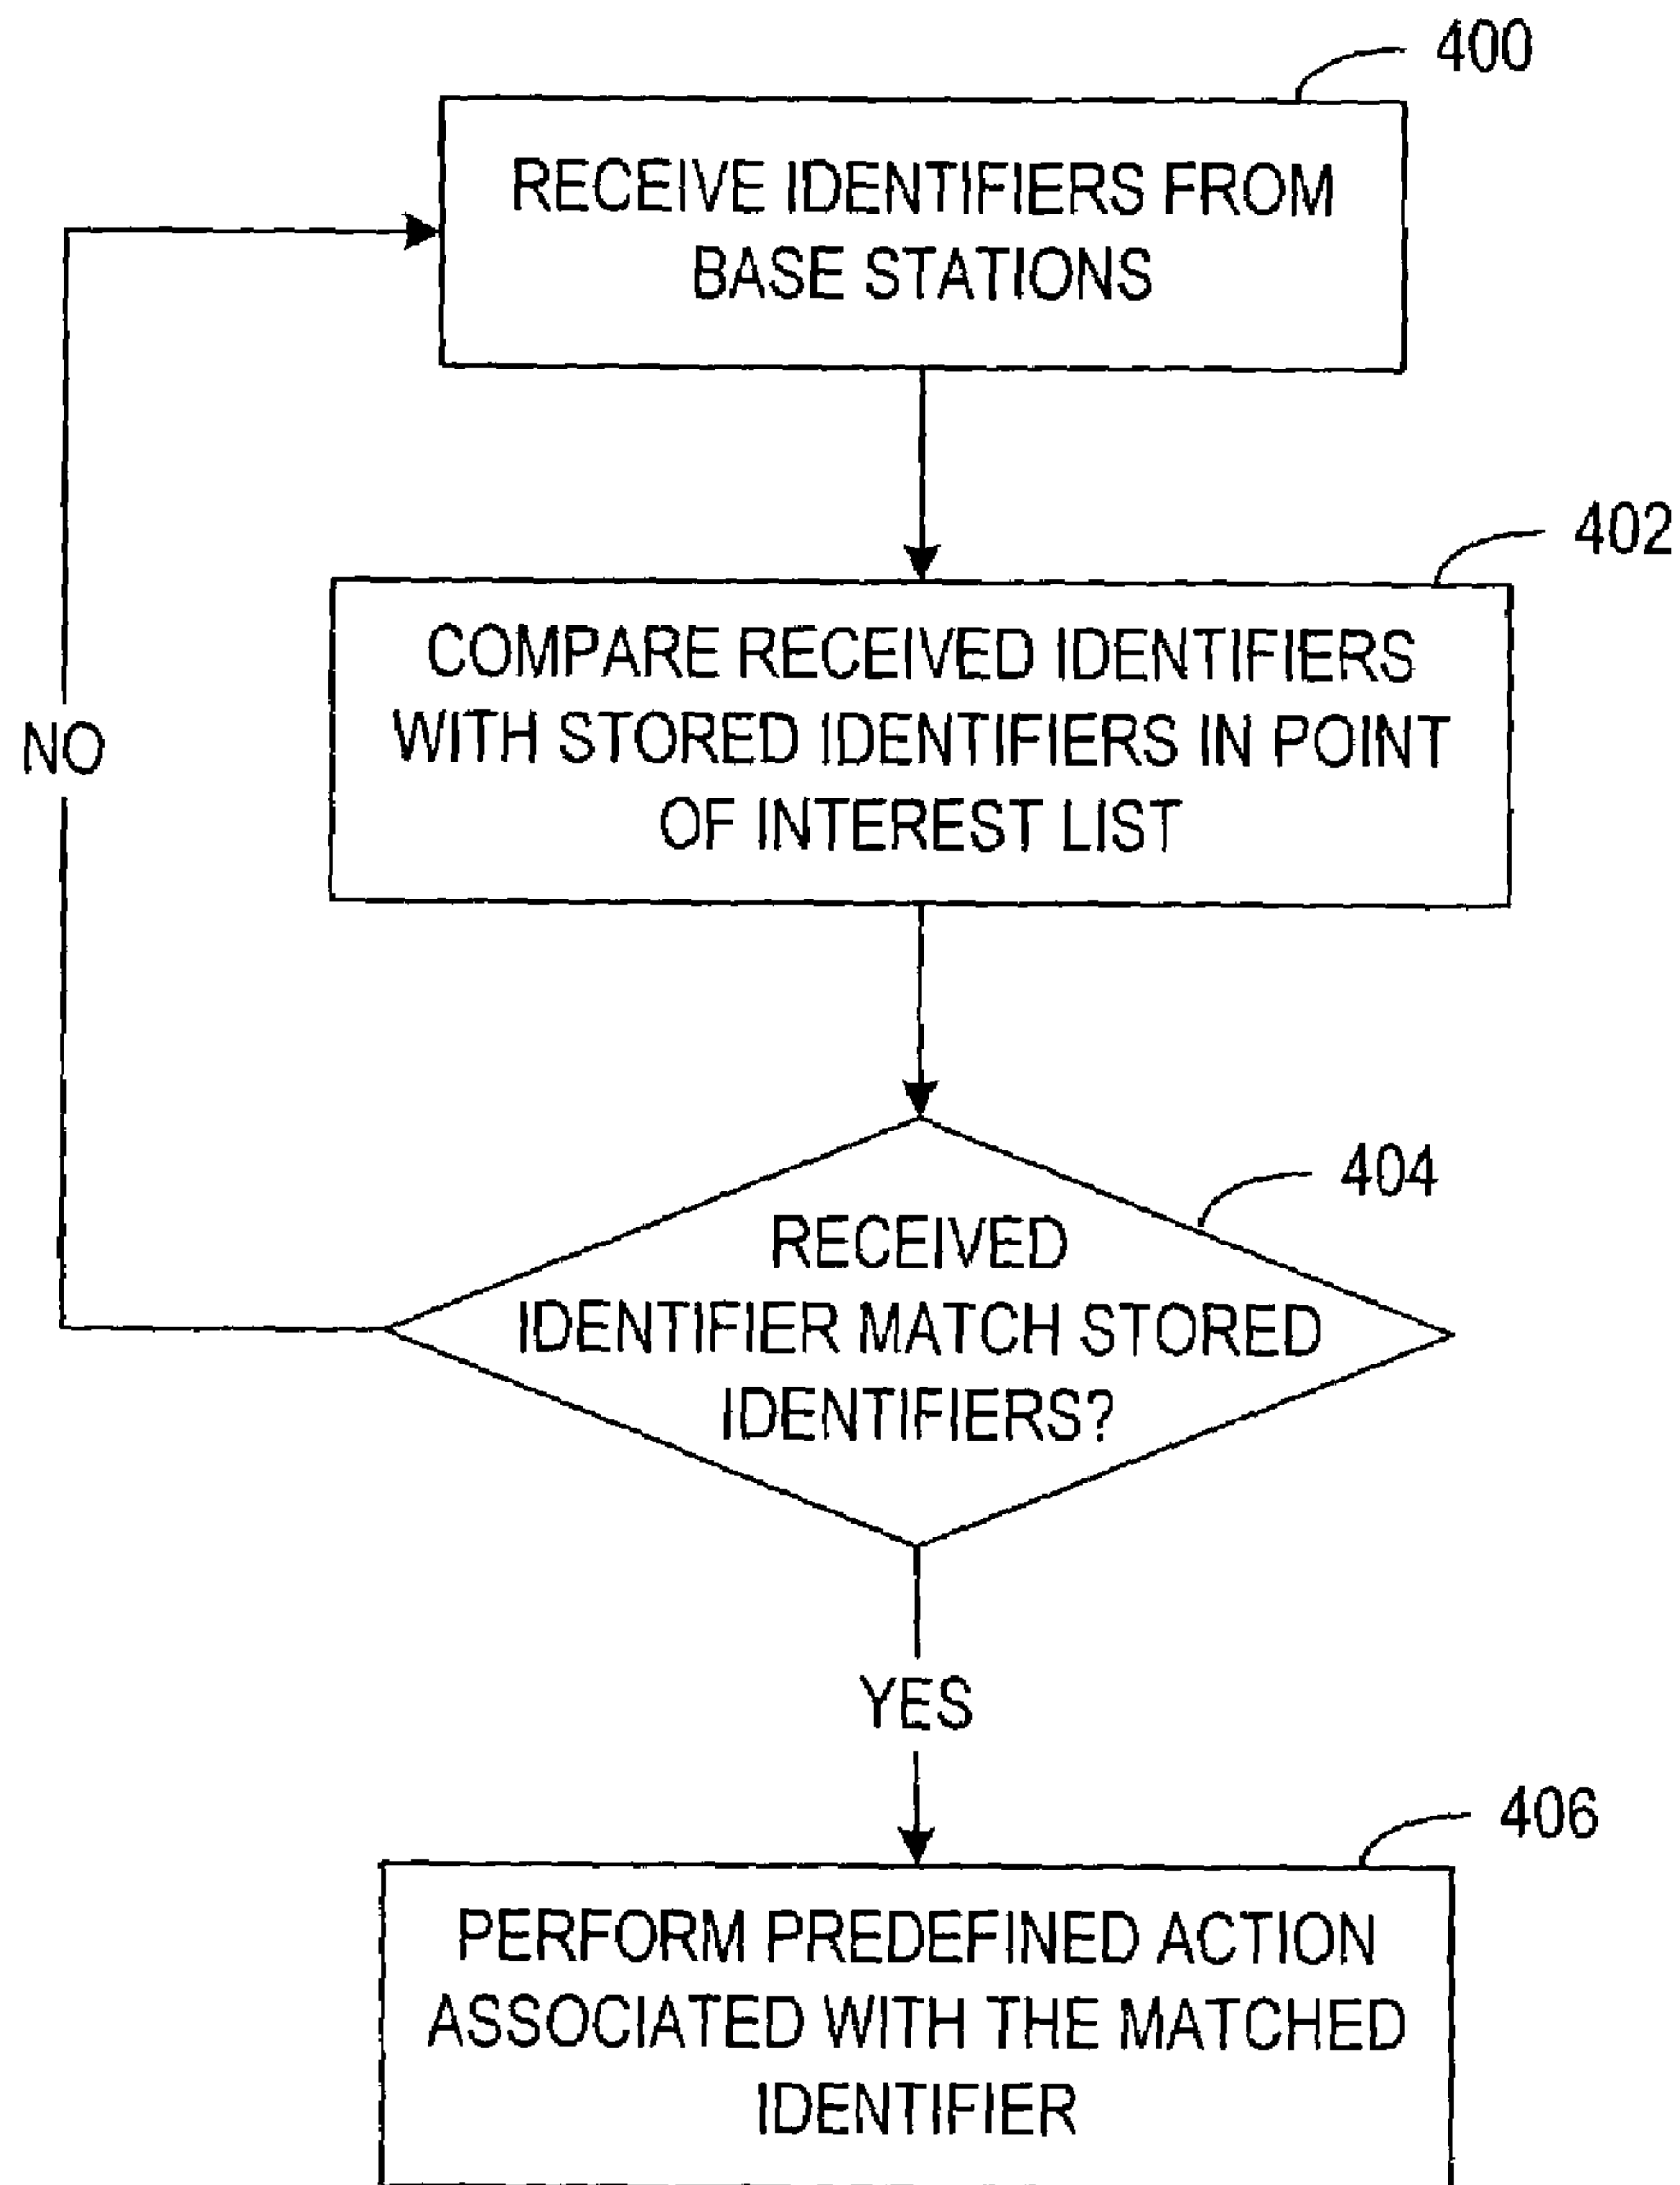 400
RECEIVE IDENTIFIERS FROM
BASE STATIONS
402
COMPARE RECEIVED IDENTIFIERS
WITH STORED IDENTIFIERS IN POINT
OF INTEREST LIST
NO
404
RECEIVED
IDENTIFIER MATCH STORED
IDENTIFIERS?
YES
406
PERFORM PREDEFINED ACTION
ASSOCIATED WITH THE MATCHED
IDENTIFIER